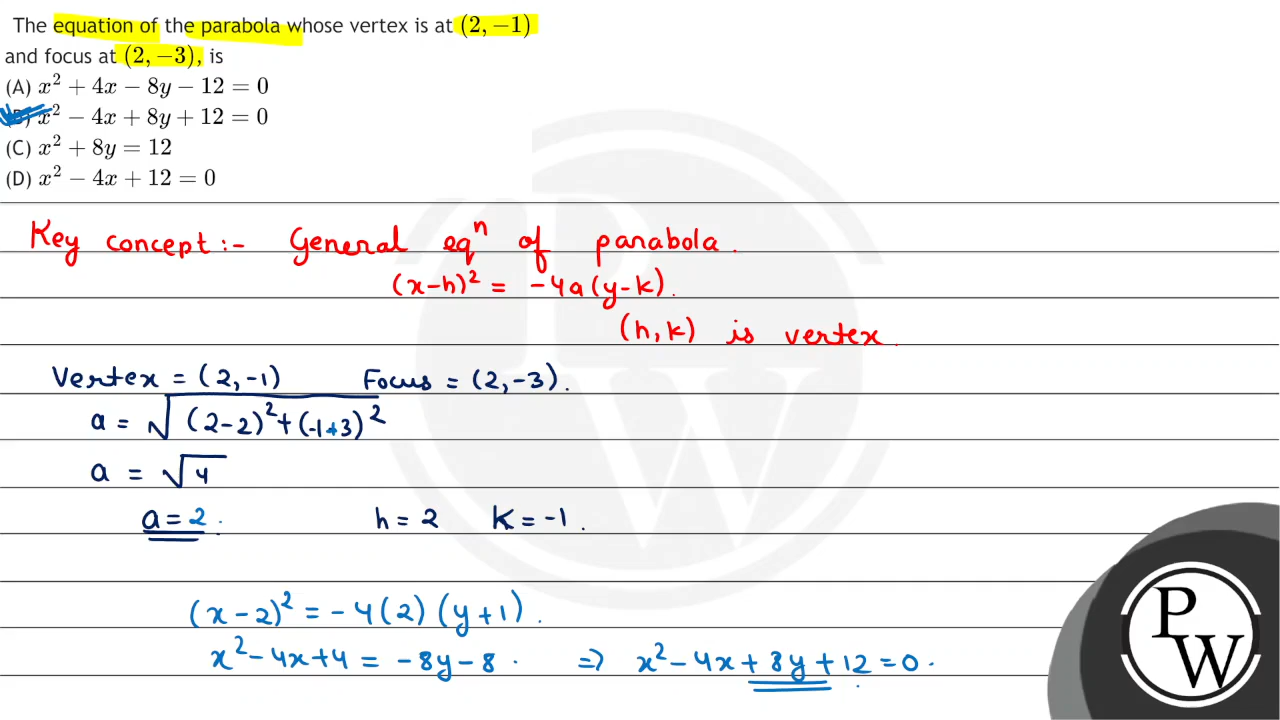 The equation of the parabola whose vertex is at (2, −1)
and focus at (2, −3), is
(A) x² + 4x − 8y − 12 = 0
(B) x² − 4x + 8y + 12 = 0
(C) x² + 8y = 12
(D) x² − 4x + 12 = 0
Key concept :- General eqⁿ of parabola.
(x-h)² = -4a(y-k).
(h,k) is vertex.
Vertex = (2,-1) Focus = (2,-3).
a = √((2-2)²+(-1+3)²)
a = √4
a = 2. h = 2 K = -1.
(x-2)² = -4(2)(y+1).
x²-4x+4 = -8y-8. ⇒ x²-4x+8y+12=0.
PW
PW